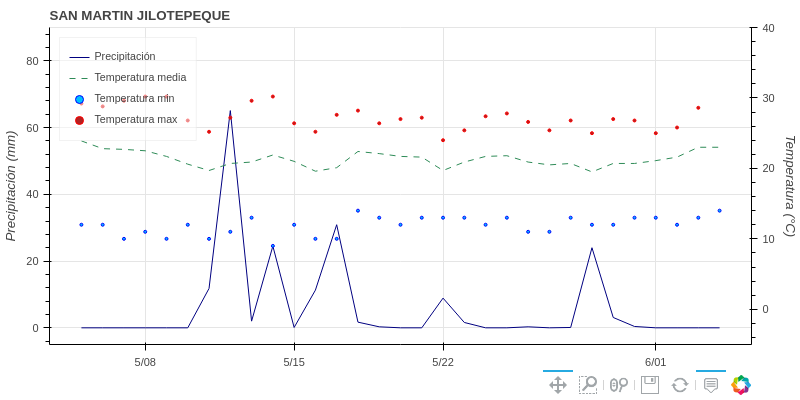 SAN MARTIN JILOTEPEQUE
Precipitación
Temperatura media
Temperatura min
Temperatura max
Precipitación (mm)
80
60
40
20
0
Temperatura (°C)
40
30
20
10
0
5/08
5/15
5/22
6/01